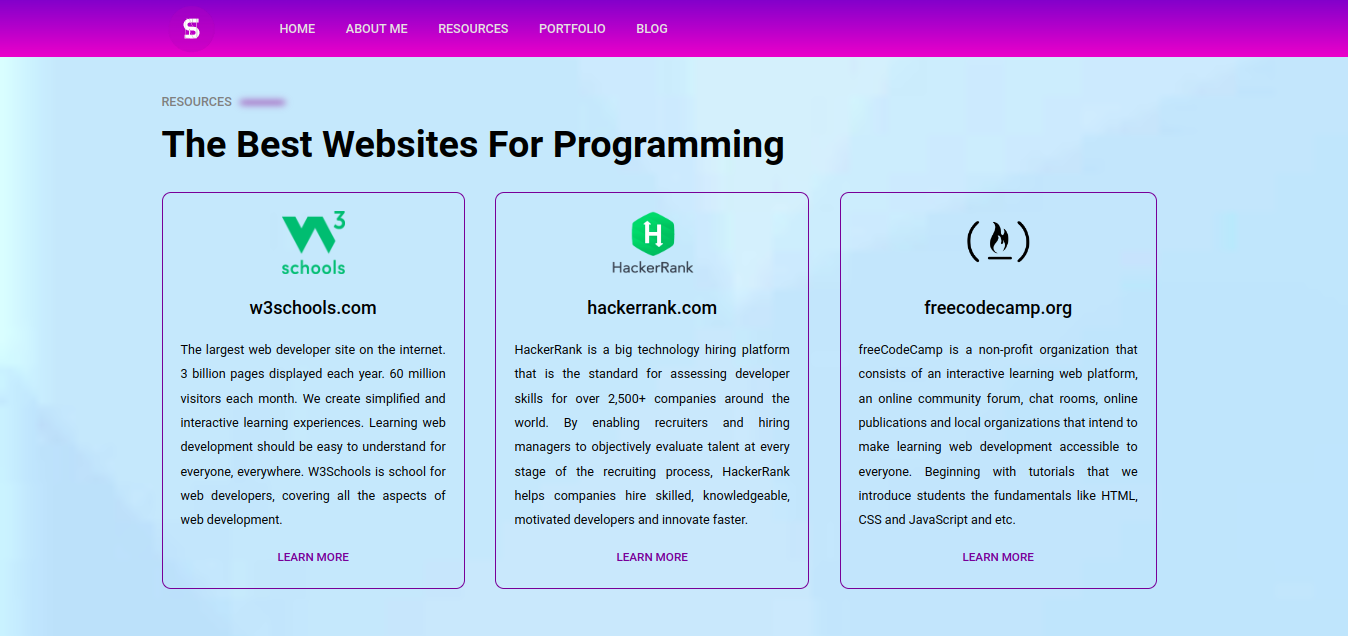 S
HOME ABOUT ME RESOURCES PORTFOLIO BLOG
RESOURCES
The Best Websites For Programming
W3
schools
w3schools.com
The largest web developer site on the internet.
3 billion pages displayed each year. 60 million
visitors each month. We create simplified and
interactive learning experiences. Learning web
development should be easy to understand for
everyone, everywhere. W3Schools is school for
web developers, covering all the aspects of
web development.
LEARN MORE
H
HackerRank
hackerrank.com
HackerRank is a big technology hiring platform
that is the standard for assessing developer
skills for over 2,500+ companies around the
world. By enabling recruiters and hiring
managers to objectively evaluate talent at every
stage of the recruiting process, HackerRank
helps companies hire skilled, knowledgeable,
motivated developers and innovate faster.
LEARN MORE
freecodecamp.org
freeCodeCamp is a non-profit organization that
consists of an interactive learning web platform,
an online community forum, chat rooms, online
publications and local organizations that intend to
make learning web development accessible to
everyone. Beginning with tutorials that we
introduce students the fundamentals like HTML,
CSS and JavaScript and etc.
LEARN MORE